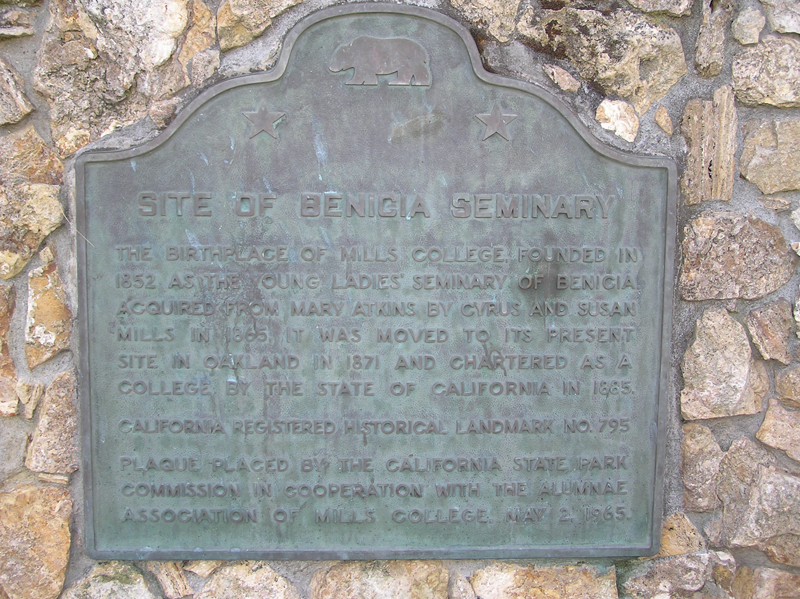 SITE OF BENICIA SEMINARY
THE BIRTHPLACE OF MILLS COLLEGE, FOUNDED IN
1852 AS THE YOUNG LADIES' SEMINARY OF BENICIA.
ACQUIRED FROM MARY ATKINS BY CYRUS AND SUSAN
MILLS IN 1865, IT WAS MOVED TO ITS PRESENT
SITE IN OAKLAND IN 1871 AND CHARTERED AS A
COLLEGE BY THE STATE OF CALIFORNIA IN 1885.
CALIFORNIA REGISTERED HISTORICAL LANDMARK NO. 795
PLAQUE PLACED BY THE CALIFORNIA STATE PARK
COMMISSION IN COOPERATION WITH THE ALUMNAE
ASSOCIATION OF MILLS COLLEGE, MAY 2, 1965.